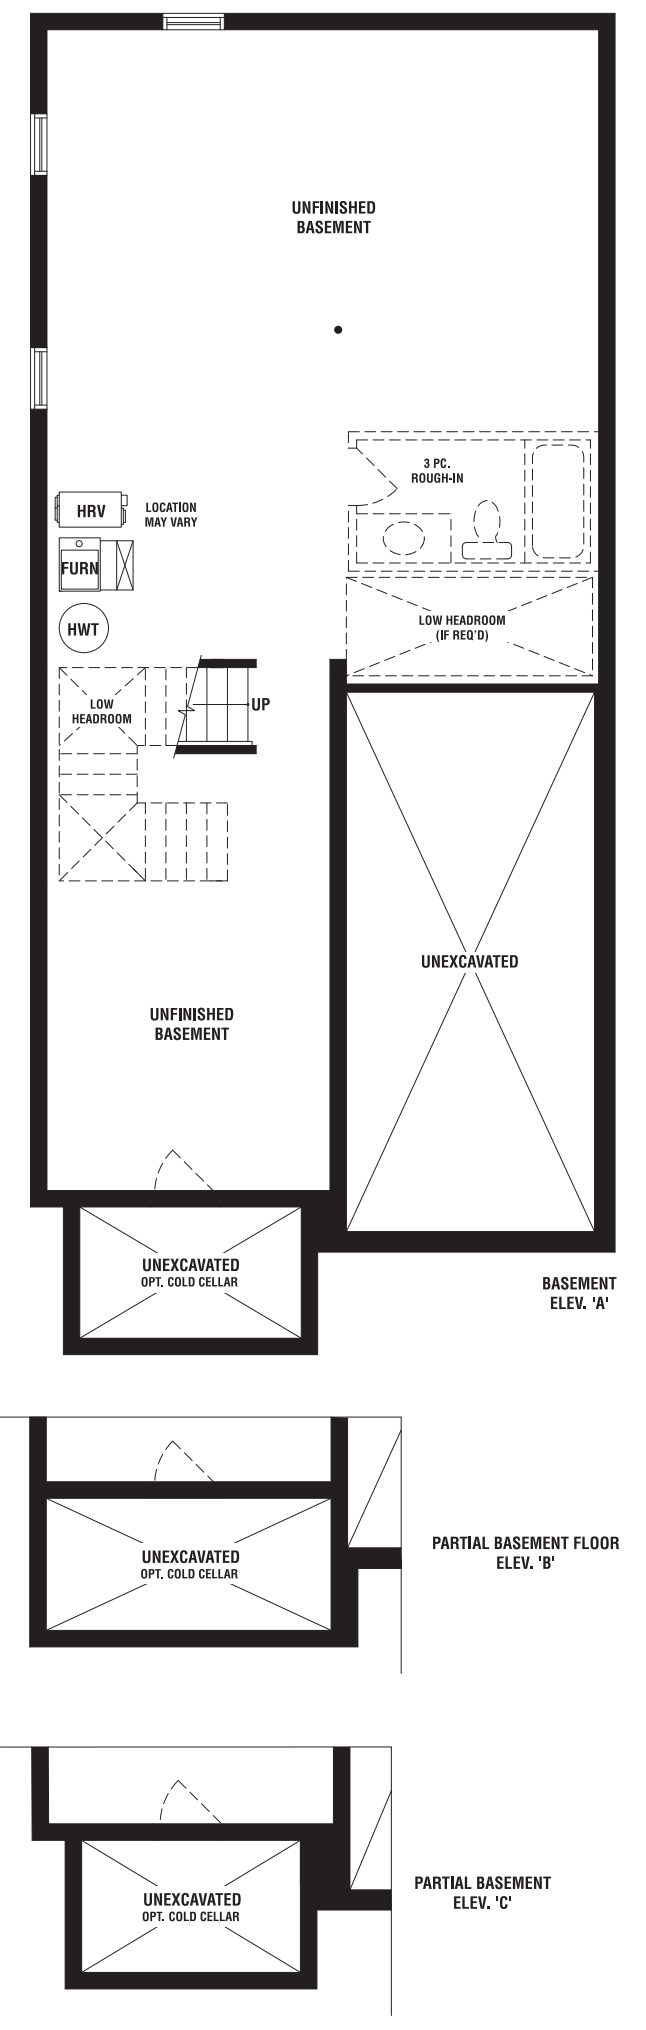 UNFINISHED
BASEMENT
3 PC.
ROUGH-IN
HRV
LOCATION
MAY VARY
FURN
HWT
LOW HEADROOM
(IF REQ'D)
LOW
HEADROOM
UP
UNEXCAVATED
UNFINISHED
BASEMENT
UNEXCAVATED
OPT. COLD CELLAR
BASEMENT
ELEV. 'A'
UNEXCAVATED
OPT. COLD CELLAR
PARTIAL BASEMENT FLOOR
ELEV. 'B'
UNEXCAVATED
OPT. COLD CELLAR
PARTIAL BASEMENT
ELEV. 'C'